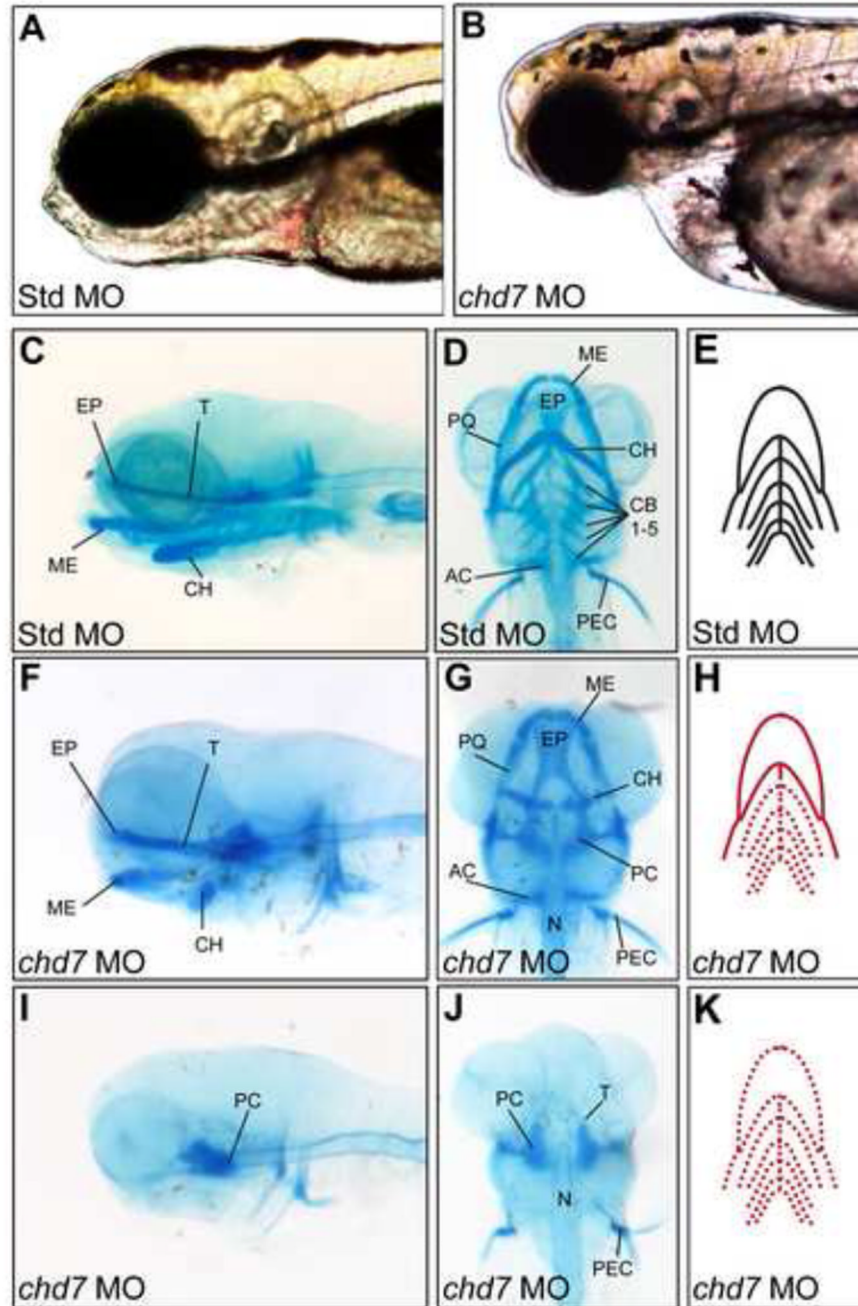 A
Std MO
B
chd7 MO
C
EP
T
ME
CH
Std MO
D
ME
EP
PQ
CH
CB
1-5
AC
PEC
Std MO
E
Std MO
F
EP
T
ME
CH
chd7 MO
G
ME
PQ
EP
CH
PC
AC
N
PEC
chd7 MO
H
chd7 MO
I
PC
chd7 MO
J
PC
T
N
PEC
chd7 MO
K
chd7 MO